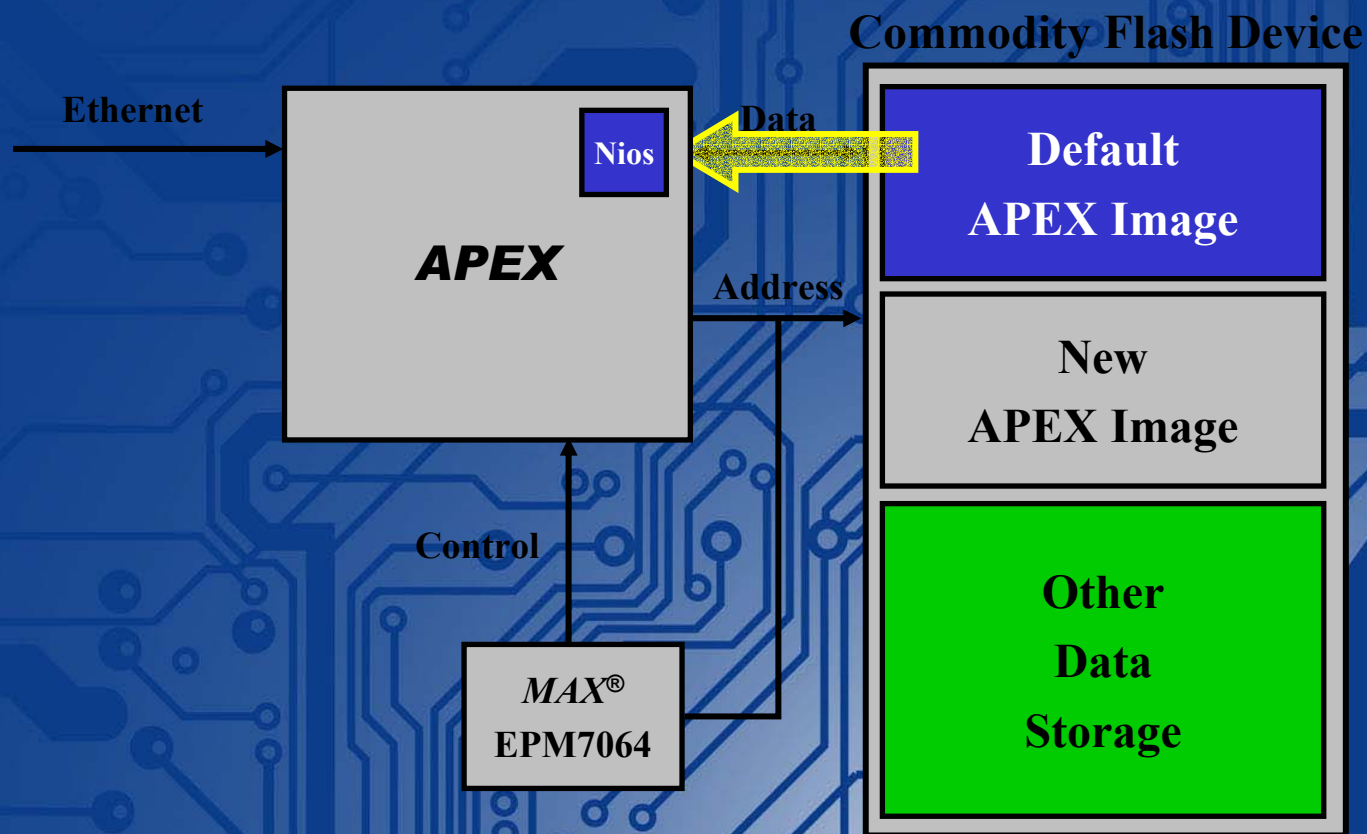 Commodity Flash Device
Ethernet
Nios
Data
Default
APEX Image
APEX
Address
New
APEX Image
Control
Other
Data
Storage
MAX®
EPM7064